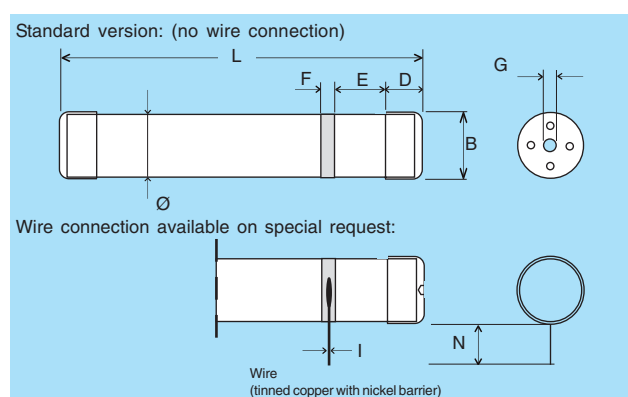 Standard version: (no wire connection)
L
F E D
G
B
Ø
Wire connection available on special request:
N
I
Wire
(tinned copper with nickel barrier)